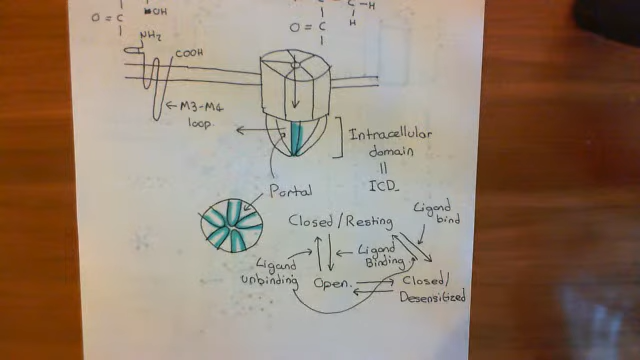 OH
O = C
C - H
H
O = C
NH2
COOH
M3-M4
loop
Intracellular
domain
=
ICD
Portal
Closed/Resting
Ligand
bind
Ligand
unbinding
Ligand
Binding
Open.
Closed/
Desensitized